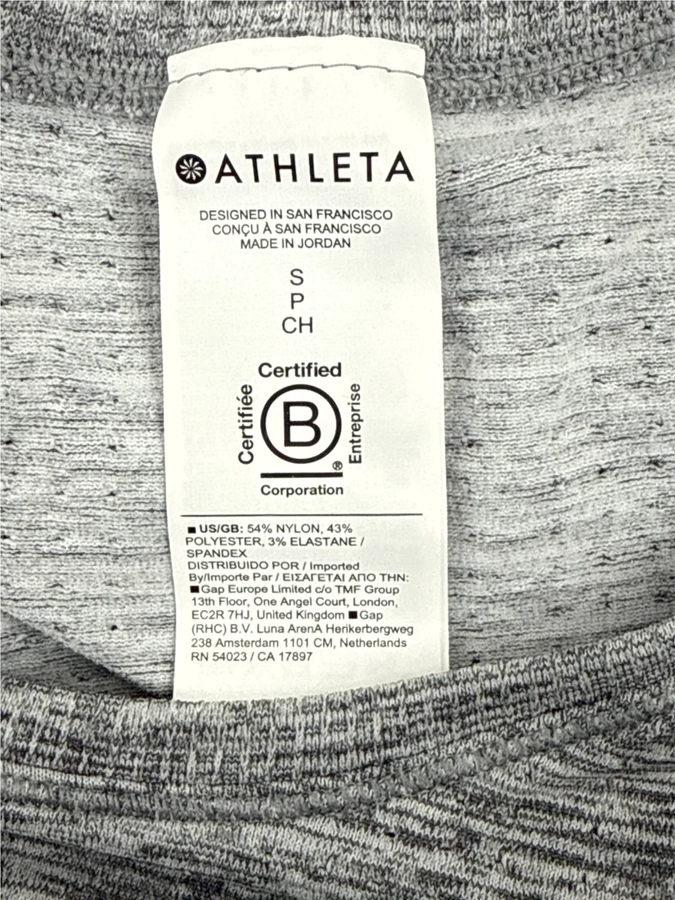 ATHLETA
DESIGNED IN SAN FRANCISCO
CONÇU À SAN FRANCISCO
MADE IN JORDAN
S
P
CH
Certified
Certifiée
B
Entreprise
®
Corporation
US/GB: 54% NYLON, 43%
POLYESTER, 3% ELASTANE /
SPANDEX
DISTRIBUIDO POR / Imported
By/Importe Par / ΕΙΣΑΓΕΤΑΙ ΑΠΟ ΤΗΝ:
Gap Europe Limited c/o TMF Group
13th Floor, One Angel Court, London,
EC2R 7HJ, United Kingdom ■Gap
(RHC) B.V. Luna ArenA Herikerbergweg
238 Amsterdam 1101 CM, Netherlands
RN 54023 / CA 17897